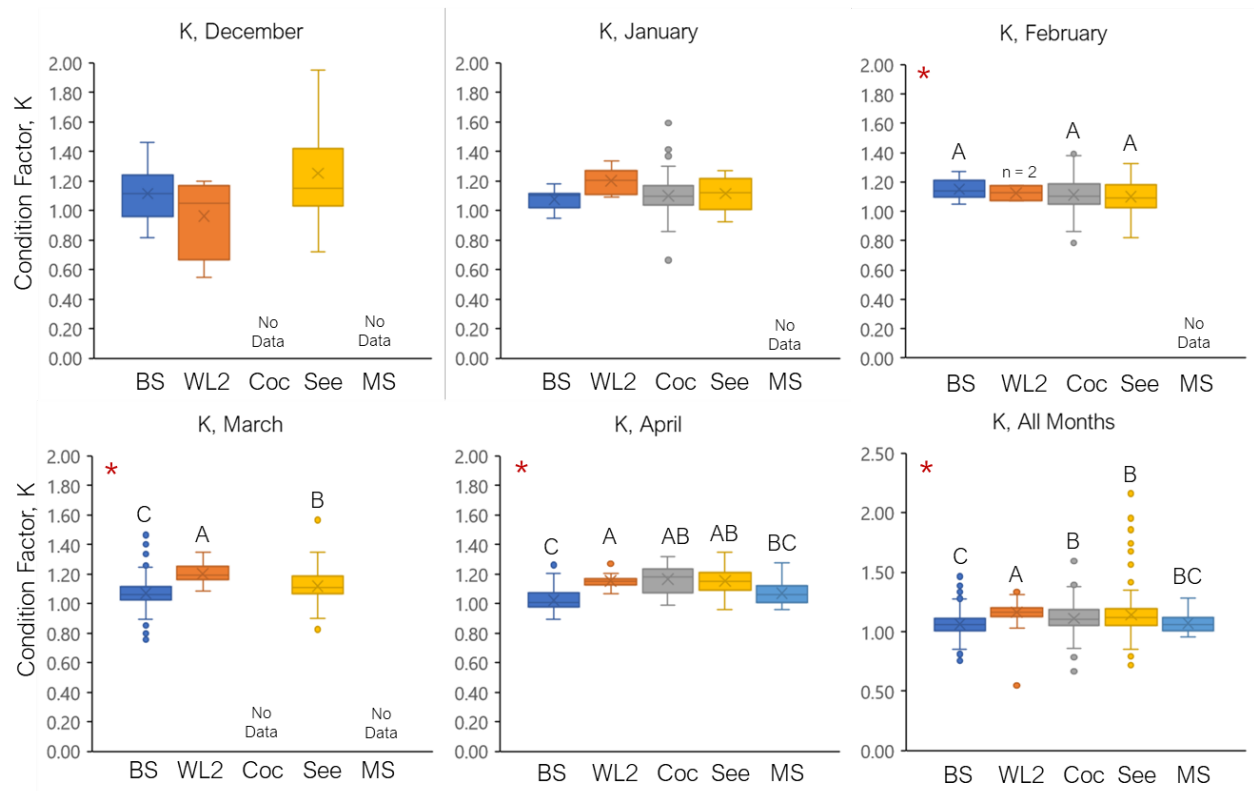 K, December
Condition Factor, K
2.00
1.80
1.60
1.40
1.20
1.00
0.80
0.60
0.40
0.20
0.00
No
Data
No
Data
BS WL2 Coc See MS
K, January
2.00
1.80
1.60
1.40
1.20
1.00
0.80
0.60
0.40
0.20
0.00
No
Data
BS WL2 Coc See MS
K, February
*
2.00
1.80
1.60
1.40
1.20
1.00
0.80
0.60
0.40
0.20
0.00
A n = 2 A A
No
Data
BS WL2 Coc See MS
K, March
*
Condition Factor, K
2.00
1.80
1.60
1.40
1.20
1.00
0.80
0.60
0.40
0.20
0.00
C A B
No
Data
No
Data
BS WL2 Coc See MS
K, April
*
2.00
1.80
1.60
1.40
1.20
1.00
0.80
0.60
0.40
0.20
0.00
C A AB AB BC
BS WL2 Coc See MS
K, All Months
*
2.50
2.00
1.50
1.00
0.50
0.00
C A B B BC
BS WL2 Coc See MS